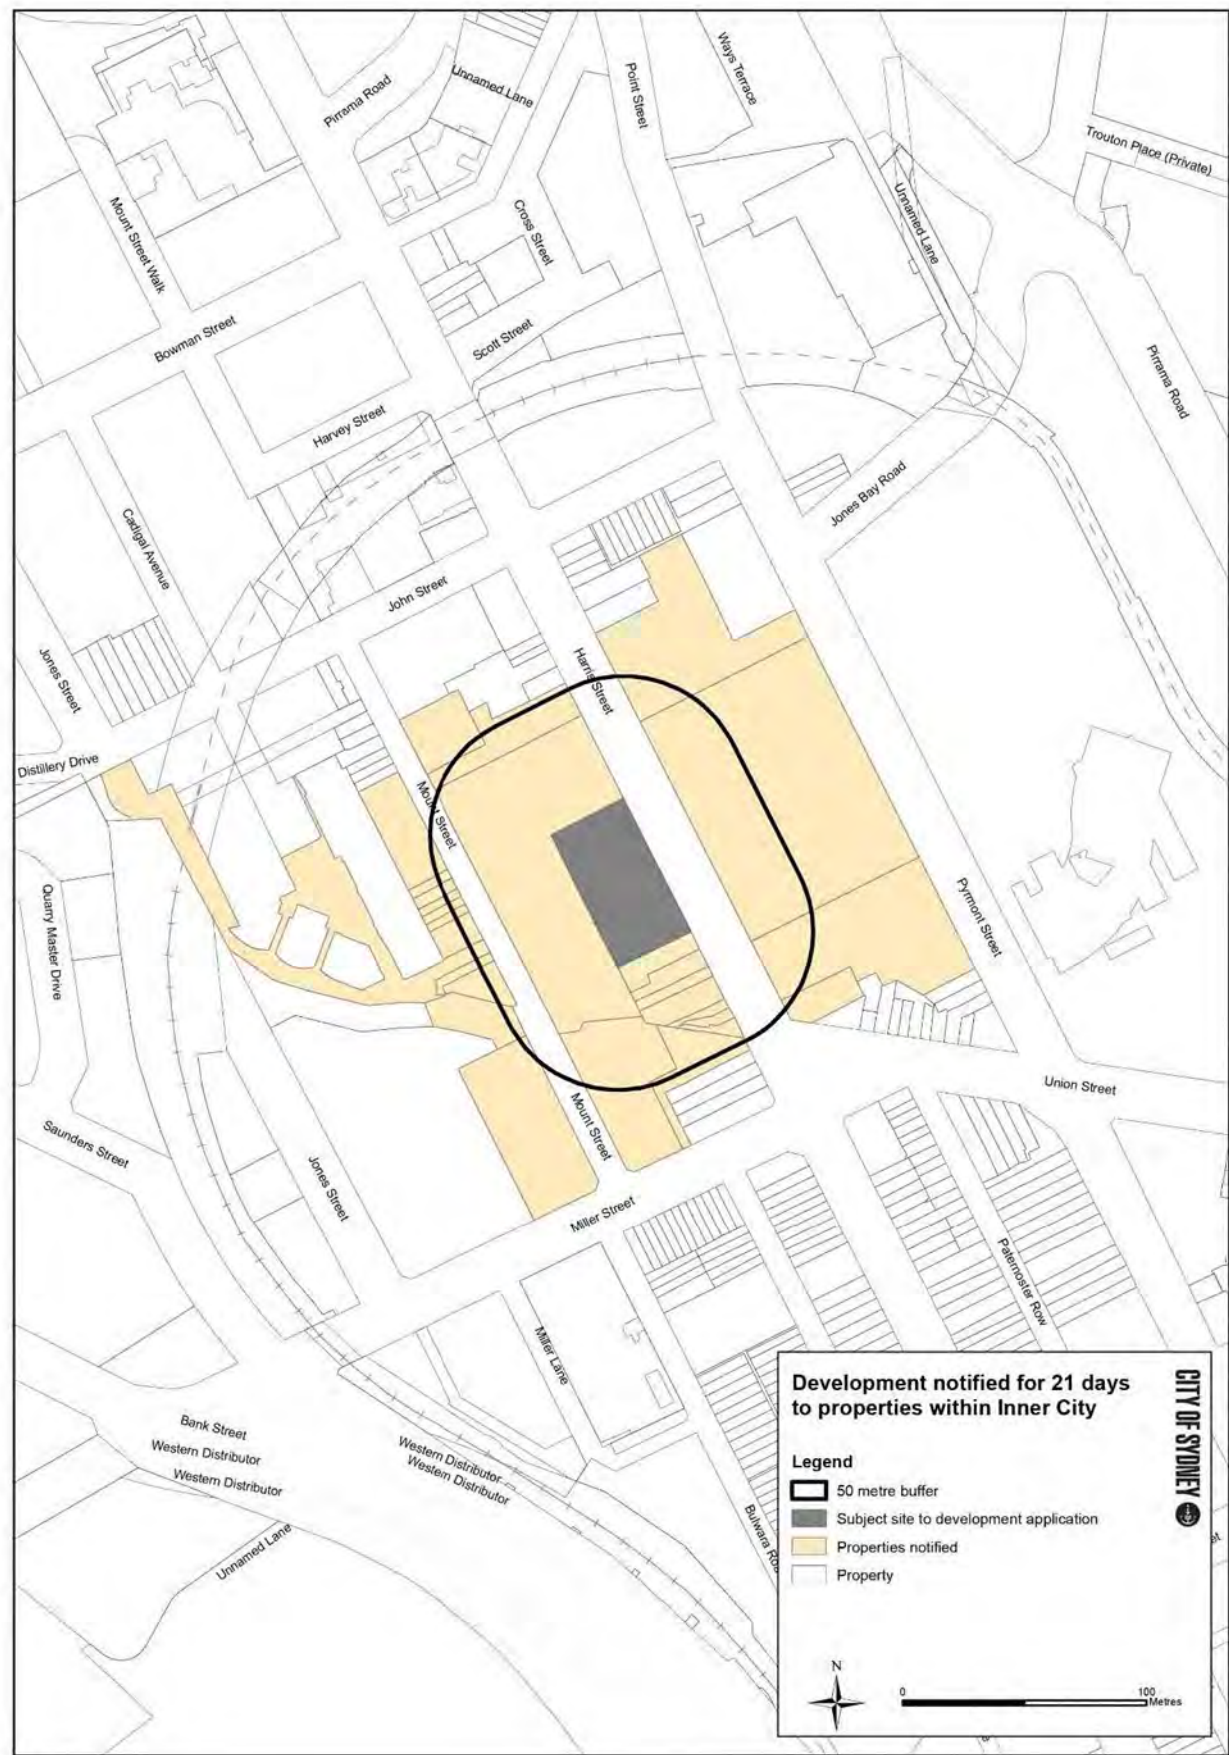 Ways Terrace
Point Street
Unnamed Lane
Pirrama Road
Trouton Place (Private)
Mount Street Walk
Cross Street
Unnamed Lane
Bowman Street
Scott Street
Pirrama Road
Harvey Street
Jones Bay Road
Cadigal Avenue
John Street
Jones Street
Harris Street
Distillery Drive
Mount Street
Quarry Master Drive
Pyrmont Street
Union Street
Saunders Street
Mount Street
Jones Street
Miller Street
Paternoster Row
Miller Lane
Bank Street
Western Distributor
Western Distributor
Western Distributor
Western Distributor
Unnamed Lane
Bulwara
Development notified for 21 days
to properties within Inner City
CITY OF SYDNEY
Legend
50 metre buffer
Subject site to development application
Properties notified
Property
N
0
100
Metres